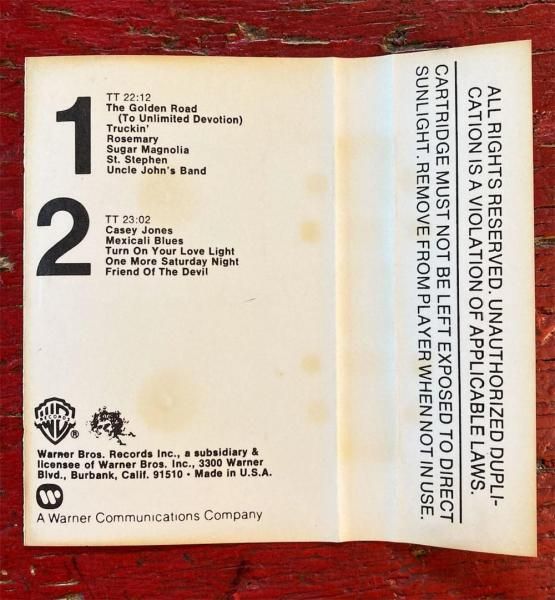 1
TT 22:12
The Golden Road
(To Unlimited Devotion)
Truckin'
Rosemary
Sugar Magnolia
St. Stephen
Uncle John's Band
2
TT 23:02
Casey Jones
Mexicali Blues
Turn On Your Love Light
One More Saturday Night
Friend Of The Devil
WB
RECORDS
®
Warner Bros. Records Inc., a subsidiary &
licensee of Warner Bros. Inc., 3300 Warner
Blvd., Burbank, Calif. 91510 • Made in U.S.A.
A Warner Communications Company
ALL RIGHTS RESERVED. UNAUTHORIZED DUPLI-
CATION IS A VIOLATION OF APPLICABLE LAWS.
CARTRIDGE MUST NOT BE LEFT EXPOSED TO DIRECT
SUNLIGHT. REMOVE FROM PLAYER WHEN NOT IN USE.